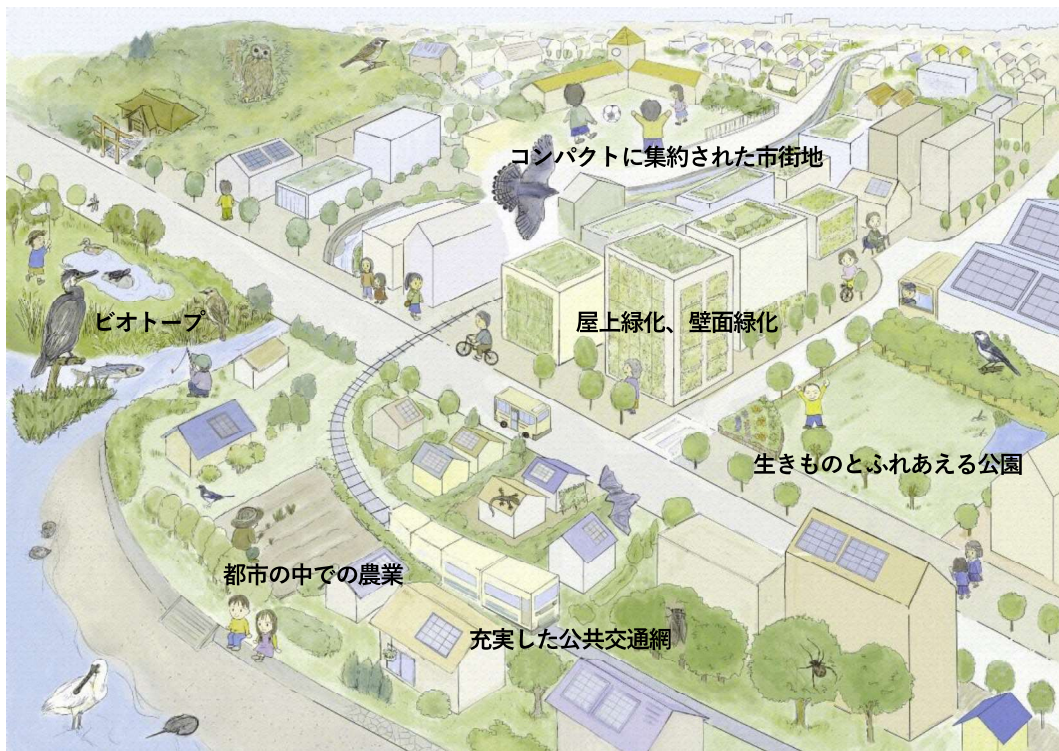 コンパクトに集約された市街地
ビオトープ
屋上緑化、壁面緑化
生きものとふれあえる公園
都市の中での農業
充実した公共交通網